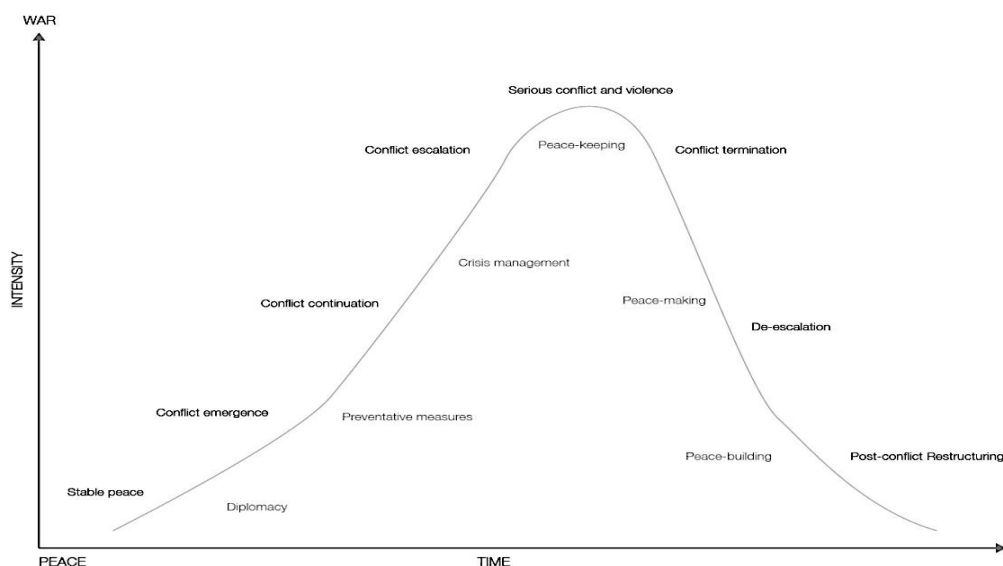 WAR
Serious conflict and violence
Conflict escalation
Peace-keeping
Conflict termination
Crisis management
INTENSITY
Conflict continuation
Peace-making
De-escalation
Conflict emergence
Preventative measures
Peace-building
Post-conflict Restructuring
Stable peace
Diplomacy
PEACE
TIME